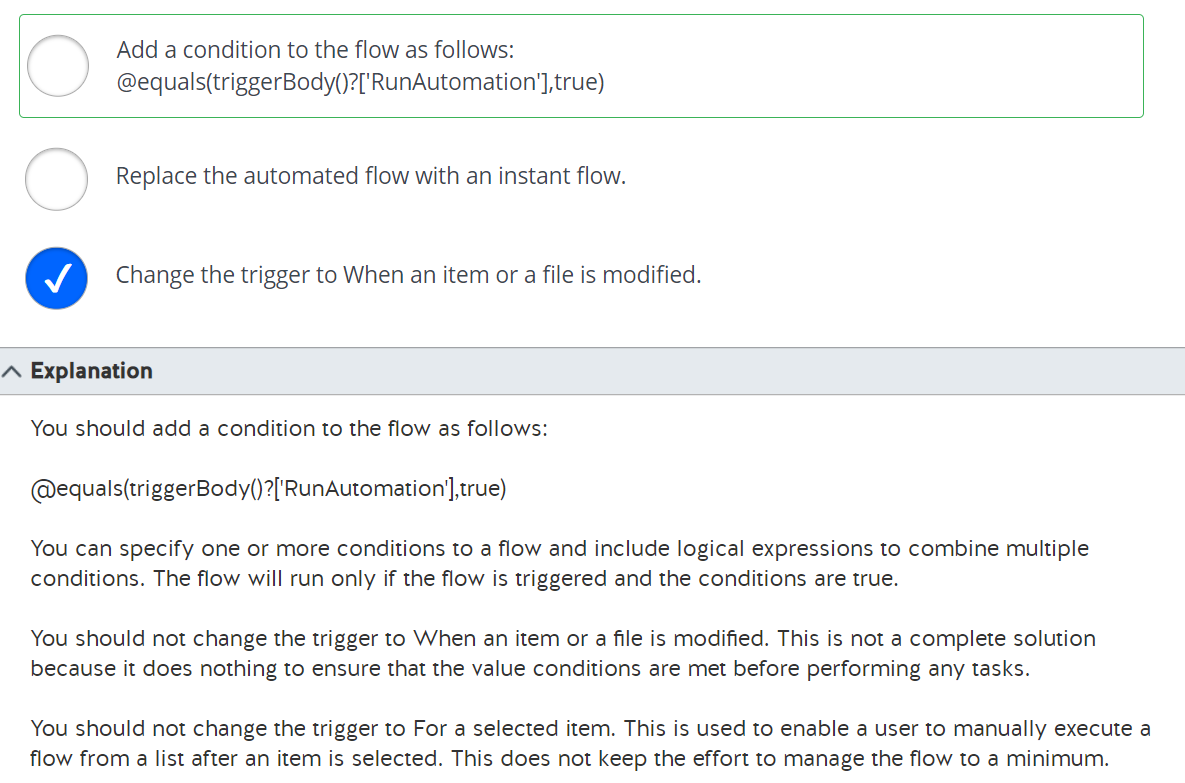 Add a condition to the flow as follows:
@equals(triggerBody()?['RunAutomation'],true)
Replace the automated flow with an instant flow.
Change the trigger to When an item or a file is modified.
Explanation
You should add a condition to the flow as follows:
@equals(triggerBody()?['RunAutomation'],true)
You can specify one or more conditions to a flow and include logical expressions to combine multiple
conditions. The flow will run only if the flow is triggered and the conditions are true.
You should not change the trigger to When an item or a file is modified. This is not a complete solution
because it does nothing to ensure that the value conditions are met before performing any tasks.
You should not change the trigger to For a selected item. This is used to enable a user to manually execute a
flow from a list after an item is selected. This does not keep the effort to manage the flow to a minimum.